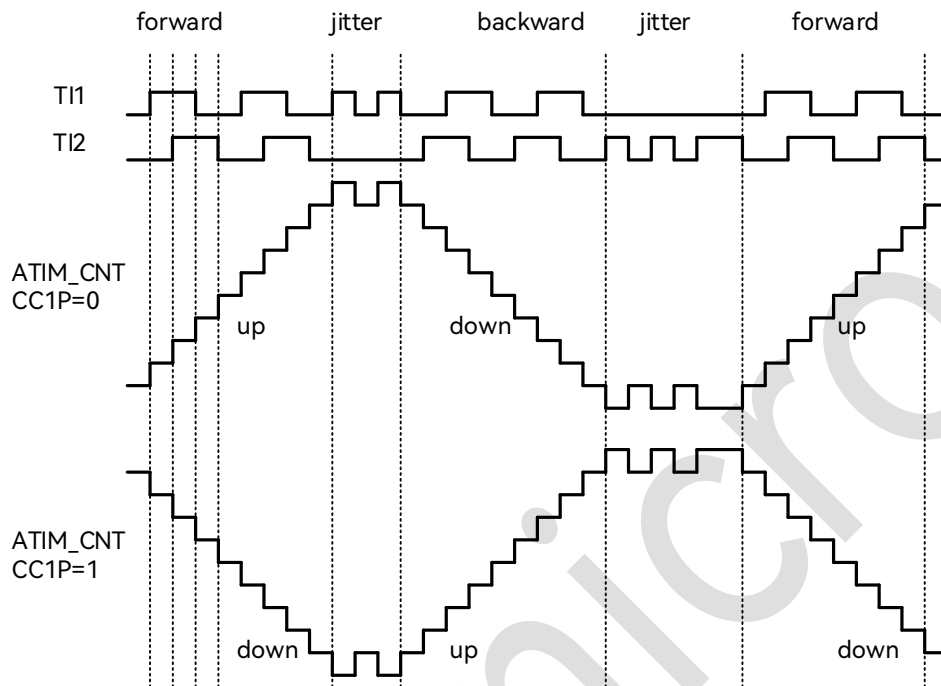 forward jitter backward jitter forward
TI1
TI2
ATIM_CNT
CC1P=0
up down up
ATIM_CNT
CC1P=1
down up down
micro